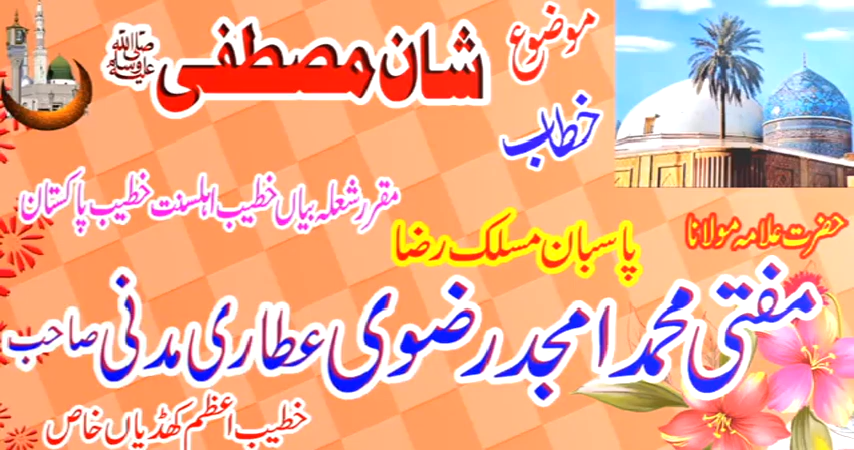 موضوع شان مصطفی ﷺ
خطاب
مقرر شعلہ بیاں خطیب اہلسنت خطیب پاکستان
حضرت علامہ مولانا پاسبان مسلک رضا
مفتی محمد امجد رضوی عطاری مدنی صاحب
خطیب اعظم کھڈیاں خاص